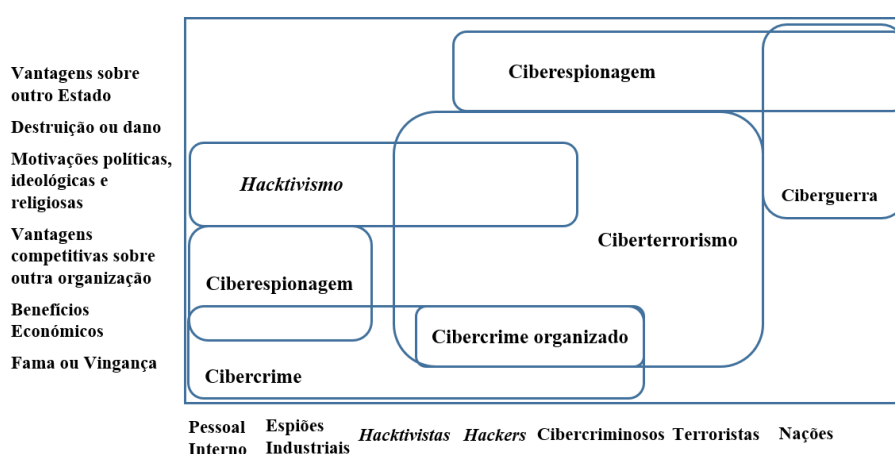 Vantagens sobre
outro Estado
Destruição ou dano
Motivações políticas,
ideológicas e
religiosas
Vantagens
competitivas sobre
outra organização
Benefícios
Económicos
Fama ou Vingança
Ciberespionagem
Hacktivismo
Ciberguerra
Ciberterrorismo
Ciberespionagem
Cibercrime organizado
Cibercrime
Pessoal
Interno
Espiões
Industriais
Hacktivistas
Hackers
Cibercriminosos
Terroristas
Nações